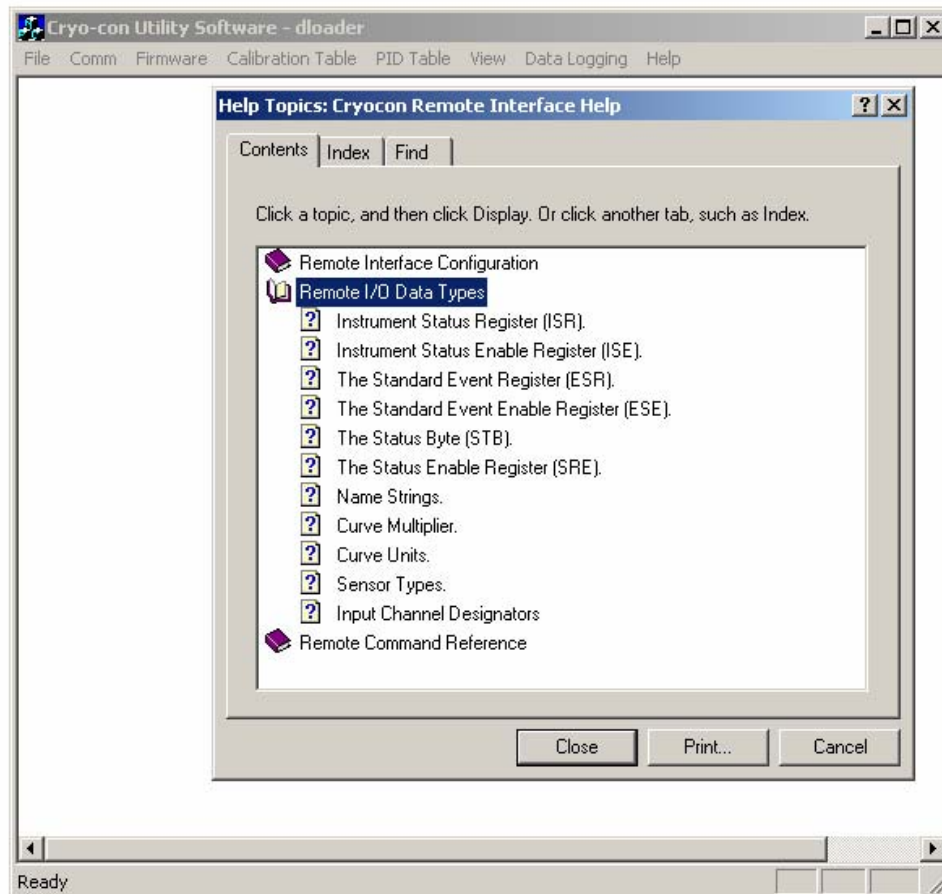 Cryo-con Utility Software - dloader
File Comm Firmware Calibration Table PID Table View Data Logging Help
Help Topics: Cryocon Remote Interface Help
Contents Index Find
Click a topic, and then click Display. Or click another tab, such as Index.
Remote Interface Configuration
Remote I/O Data Types
Instrument Status Register (ISR).
Instrument Status Enable Register (ISE).
The Standard Event Register (ESR).
The Standard Event Enable Register (ESE).
The Status Byte (STB).
The Status Enable Register (SRE).
Name Strings.
Curve Multiplier.
Curve Units.
Sensor Types.
Input Channel Designators
Remote Command Reference
Close Print... Cancel
Ready